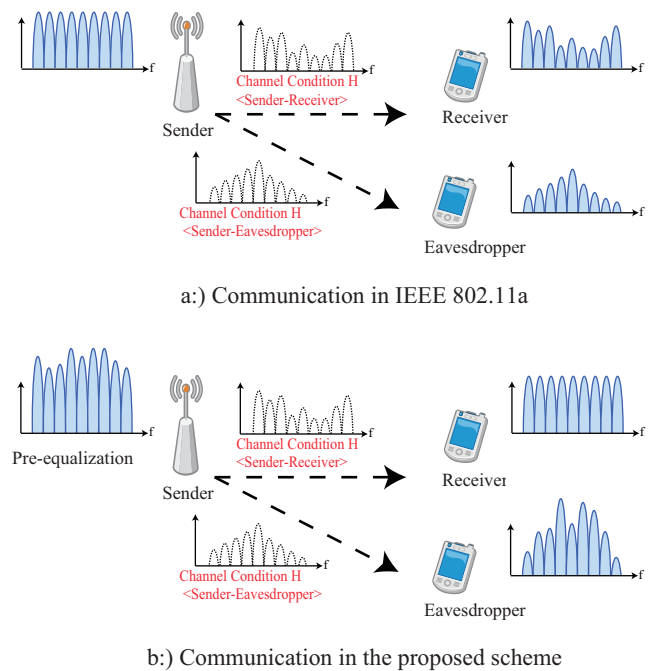 f
f
f
Channel Condition H
<Sender-Receiver>
Sender
Receiver
f
Channel Condition H
<Sender-Eavesdropper>
f
Eavesdropper
a:) Communication in IEEE 802.11a
f
f
f
Pre-equalization
Channel Condition H
<Sender-Receiver>
Sender
Receiver
f
Channel Condition H
<Sender-Eavesdropper>
f
Eavesdropper
b:) Communication in the proposed scheme